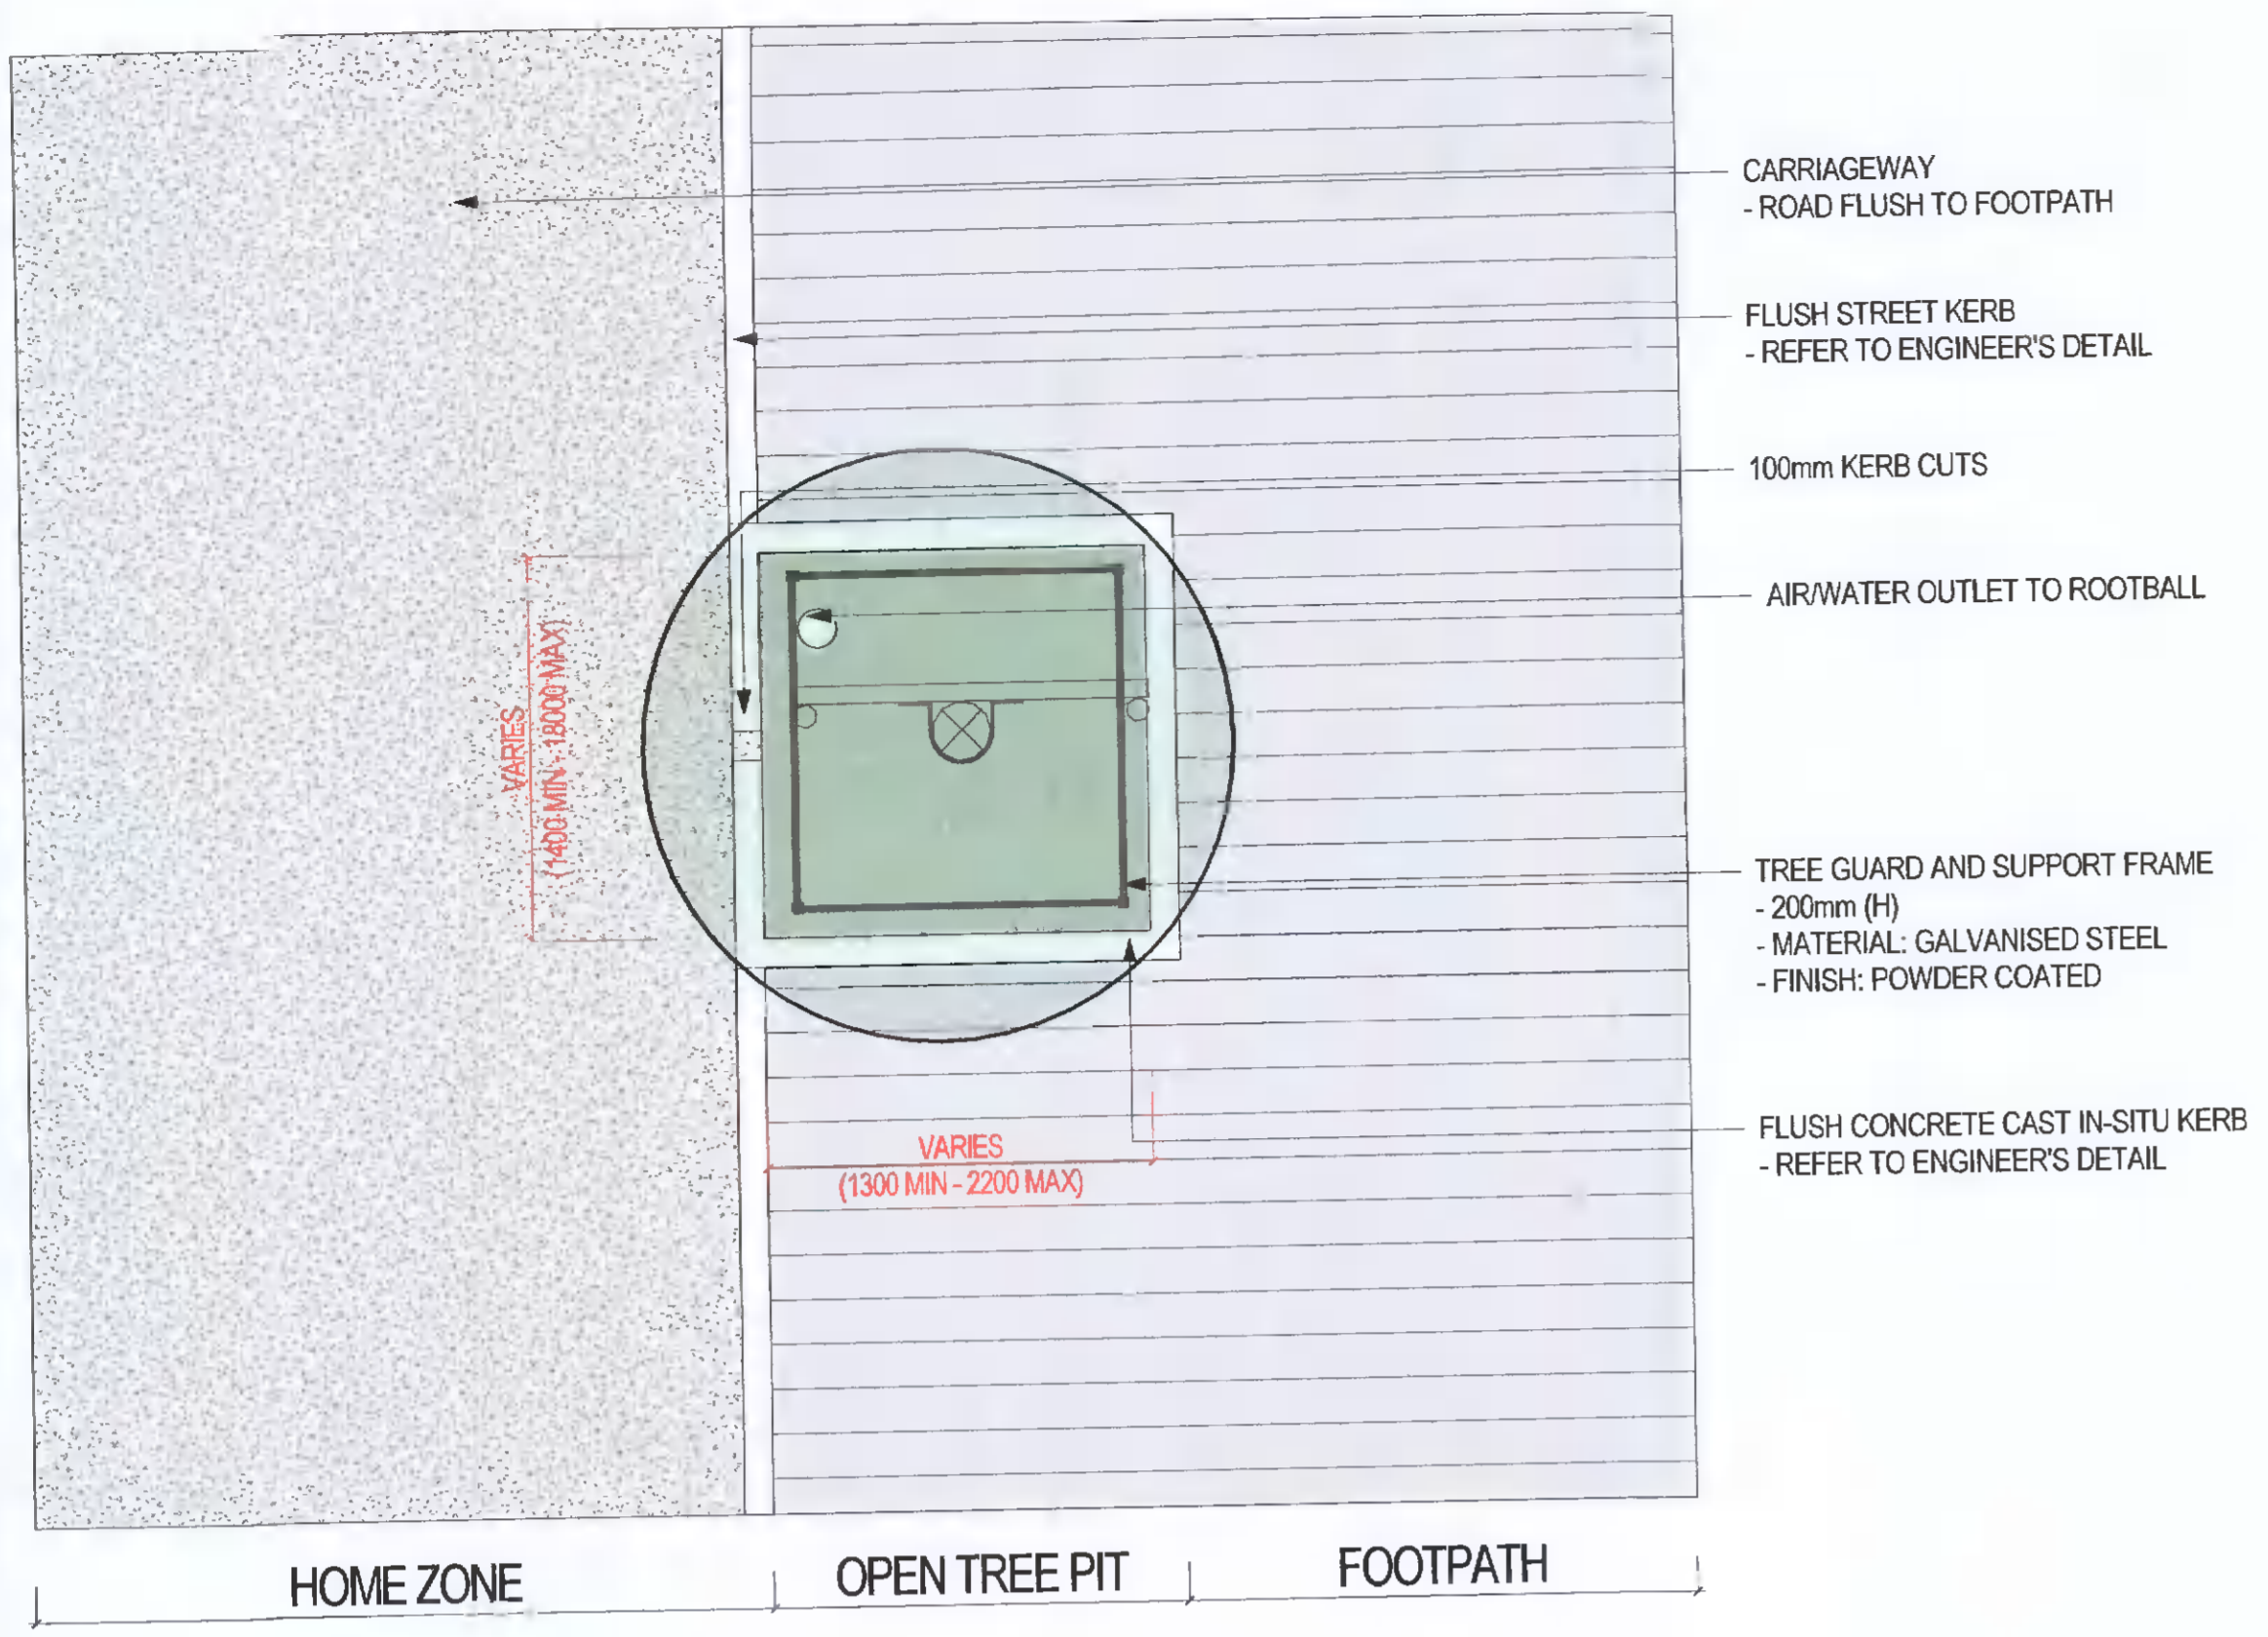 CARRIAGEWAY
- ROAD FLUSH TO FOOTPATH
FLUSH STREET KERB
- REFER TO ENGINEER'S DETAIL
100mm KERB CUTS
AIR/WATER OUTLET TO ROOTBALL
VARIES
(1400 MIN - 18000 MAX)
TREE GUARD AND SUPPORT FRAME
- 200mm (H)
- MATERIAL: GALVANISED STEEL
- FINISH: POWDER COATED
FLUSH CONCRETE CAST IN-SITU KERB
- REFER TO ENGINEER'S DETAIL
VARIES
(1300 MIN - 2200 MAX)
HOME ZONE
OPEN TREE PIT
FOOTPATH